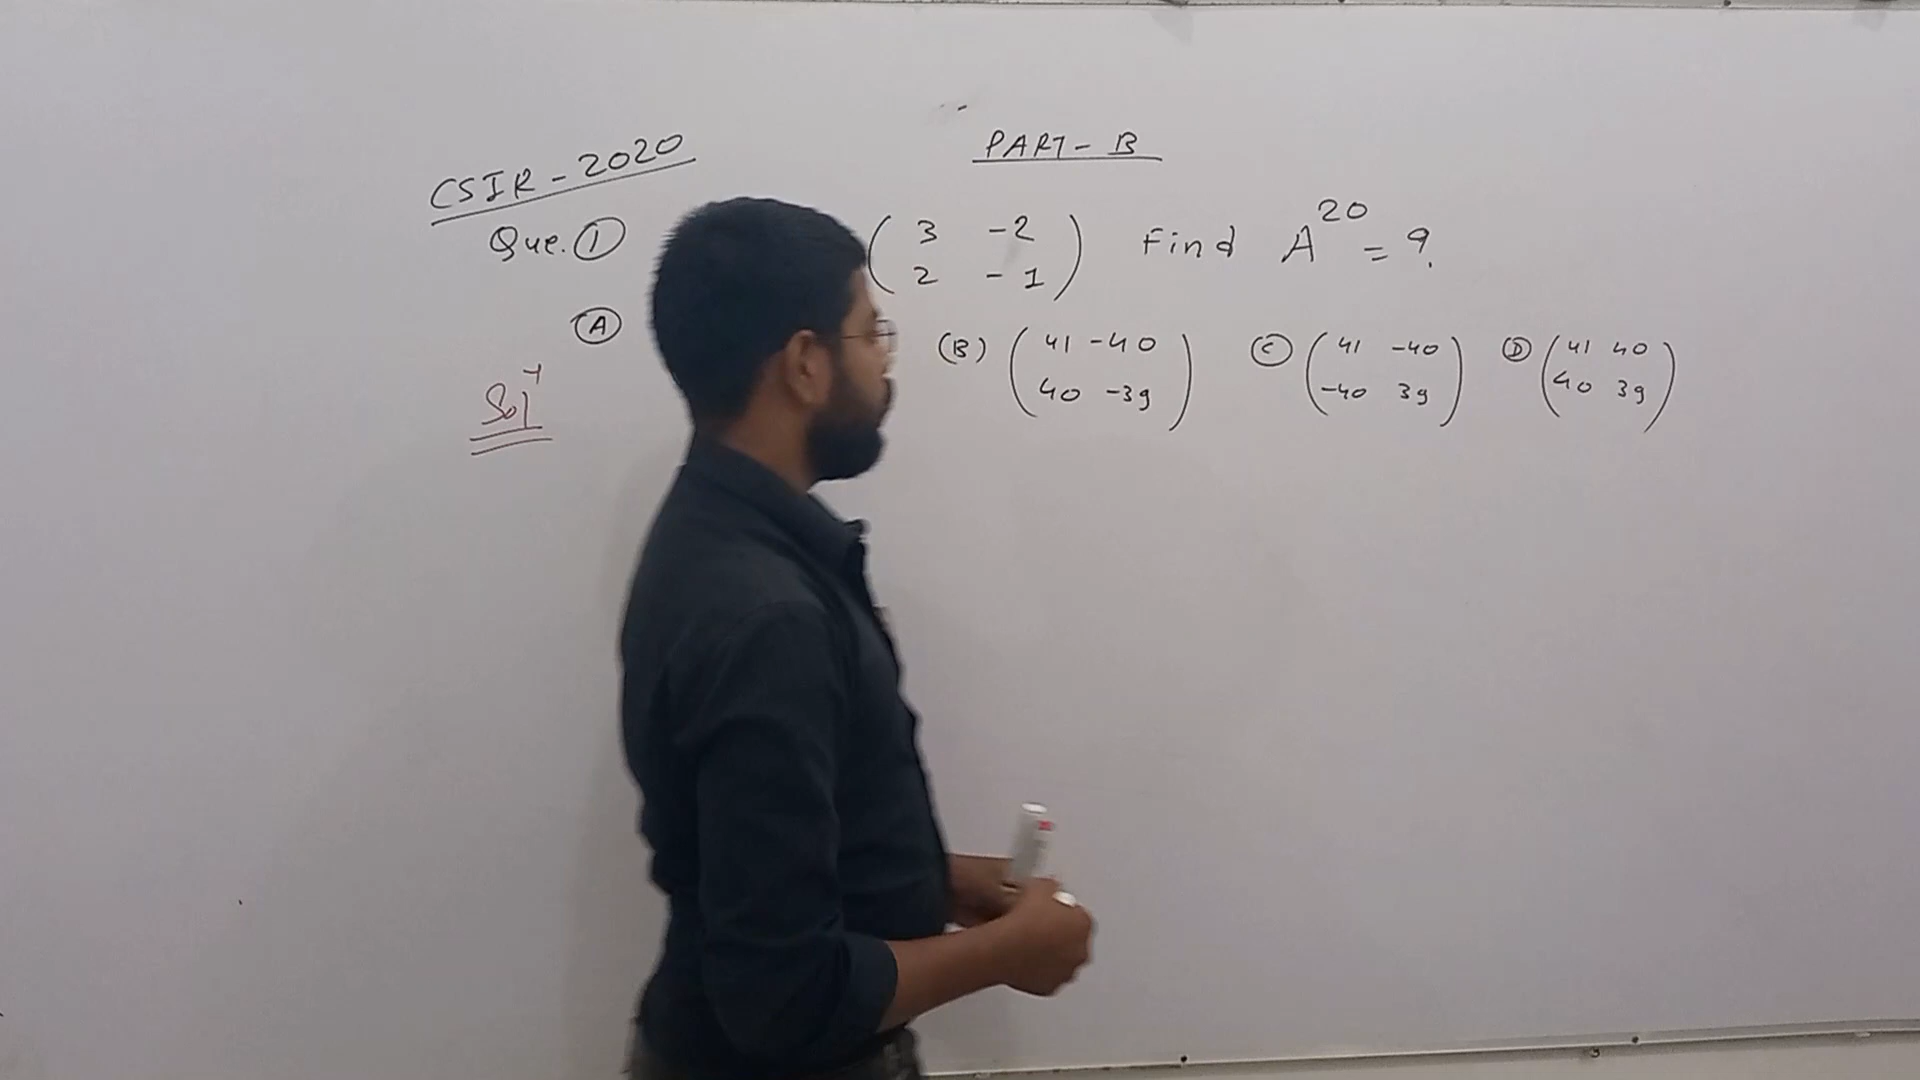 CSIR - 2020
PART - B
Que. ① ( 3 -2 Find A²⁰ = ?
2 -1 )
Ⓐ (B) ( 41 -40 Ⓒ ( 41 -40 Ⓓ ( 41 40
40 -39 ) -40 39 ) 40 39 )
Sol